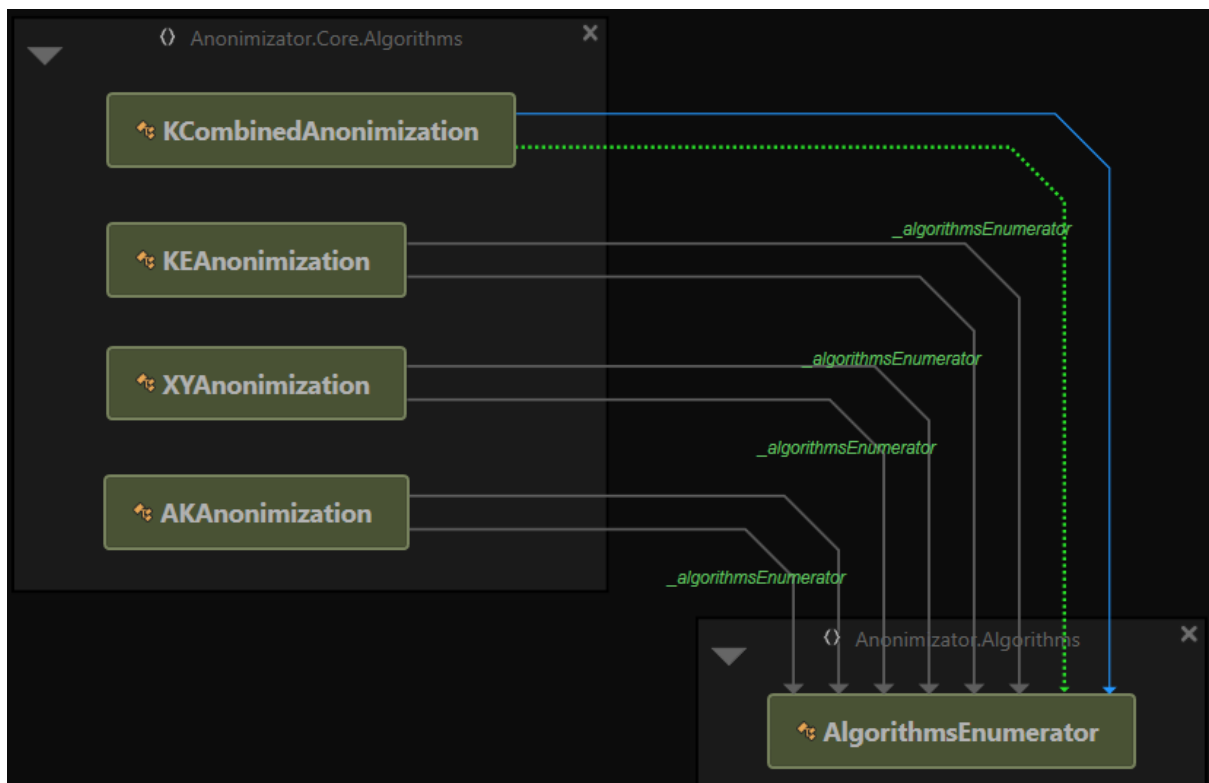 Anonimizator.Core.Algorithms
KCombinedAnonimization
_algorithmsEnumerator
KEAnonimization
_algorithmsEnumerator
XYAnonimization
_algorithmsEnumerator
AKAnonimization
_algorithmsEnumerator
Anonimizator.Algorithms
AlgorithmsEnumerator